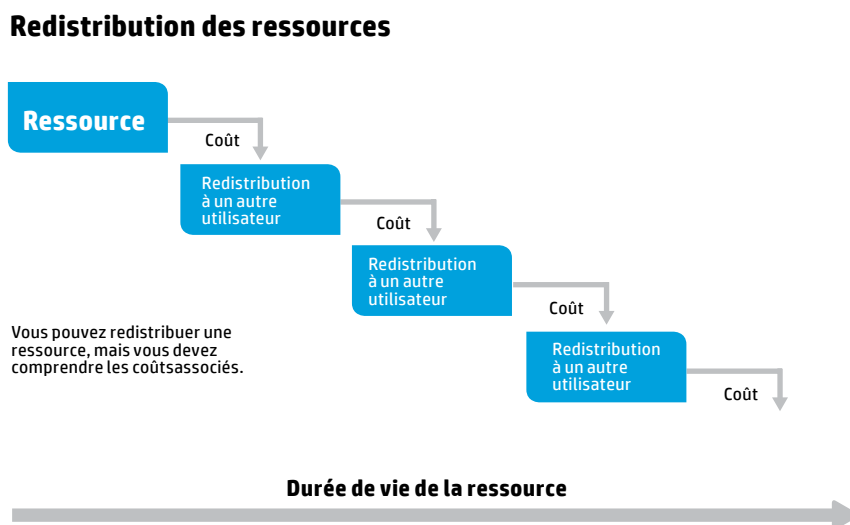 Redistribution des ressources
Ressource
Coût
Redistribution
à un autre
utilisateur
Coût
Redistribution
à un autre
utilisateur
Coût
Redistribution
à un autre
utilisateur
Coût
Vous pouvez redistribuer une
ressource, mais vous devez
comprendre les coûtsassociés.
Durée de vie de la ressource